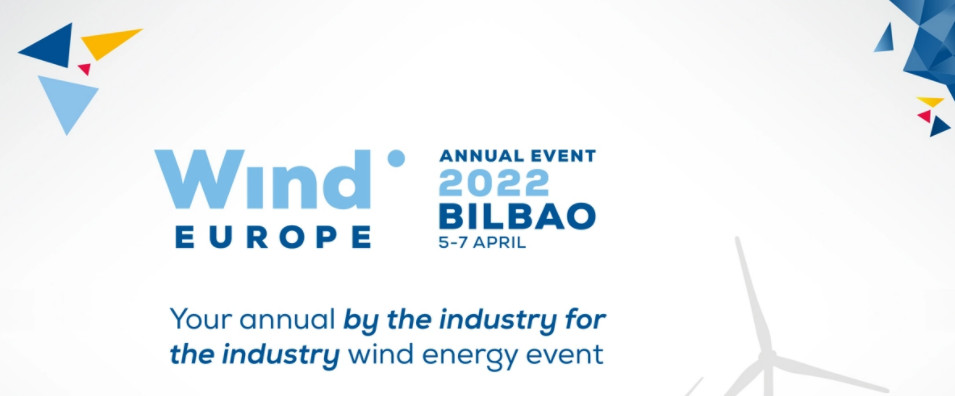 Wind
EUROPE
ANNUAL EVENT
2022
BILBAO
5-7 APRIL
Your annual by the industry for
the industry wind energy event